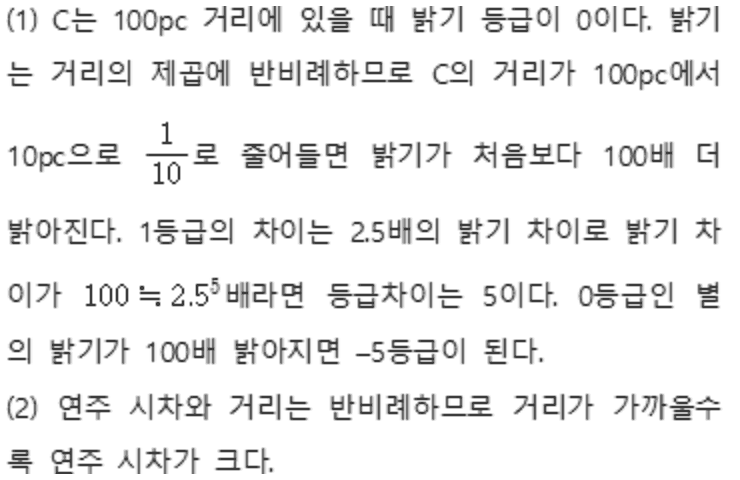 (1) C는 100pc 거리에 있을 때 밝기 등급이 0이다. 밝기
는 거리의 제곱에 반비례하므로 C의 거리가 100pc에서
10pc으로 1/10로 줄어들면 밝기가 처음보다 100배 더
밝아진다. 1등급의 차이는 2.5배의 밝기 차이로 밝기 차
이가 100≒2.5⁵배라면 등급차이는 5이다. 0등급인 별
의 밝기가 100배 밝아지면 –5등급이 된다.
(2) 연주 시차와 거리는 반비례하므로 거리가 가까울수
록 연주 시차가 크다.